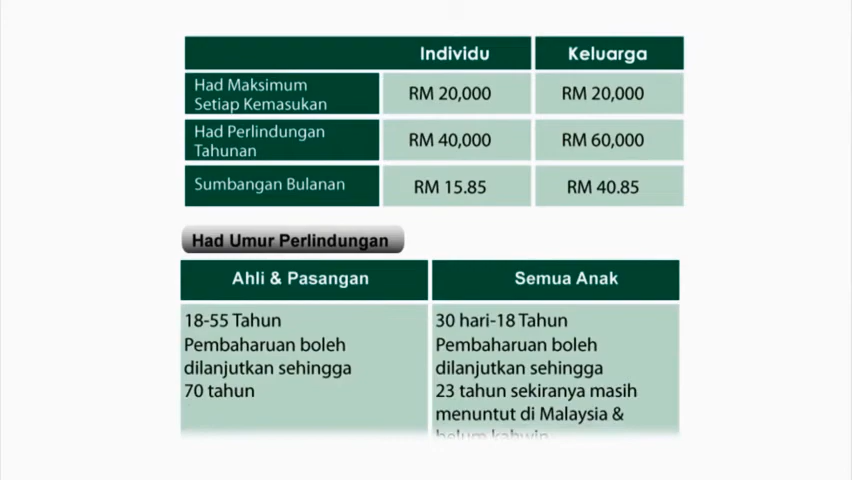 Individu Keluarga
Had Maksimum
Setiap Kemasukan
RM 20,000 RM 20,000
Had Perlindungan
Tahunan
RM 40,000 RM 60,000
Sumbangan Bulanan RM 15.85 RM 40.85
Had Umur Perlindungan
Ahli & Pasangan
18-55 Tahun
Pembaharuan boleh
dilanjutkan sehingga
70 tahun
Semua Anak
30 hari-18 Tahun
Pembaharuan boleh
dilanjutkan sehingga
23 tahun sekiranya masih
menuntut di Malaysia &
belum kahwin